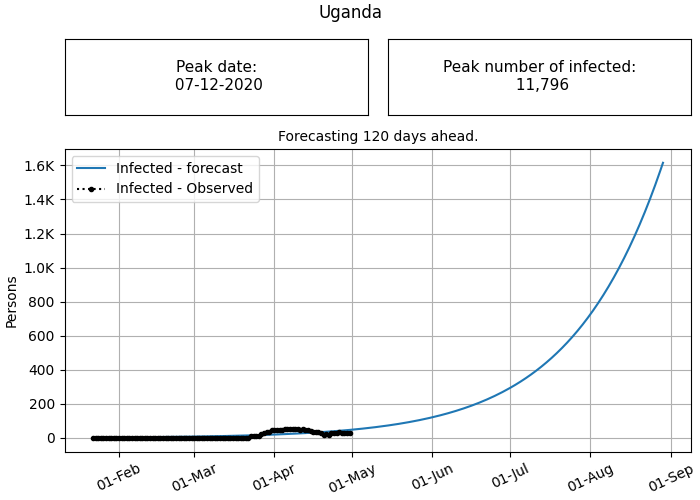 Uganda
Peak date:
07-12-2020
Peak number of infected:
11,796
Forecasting 120 days ahead.
Infected - forecast
Infected - Observed
1.6K
1.4K
1.2K
1.0K
800
600
400
200
0
Persons
01-Feb
01-Mar
01-Apr
01-May
01-Jun
01-Jul
01-Aug
01-Sep